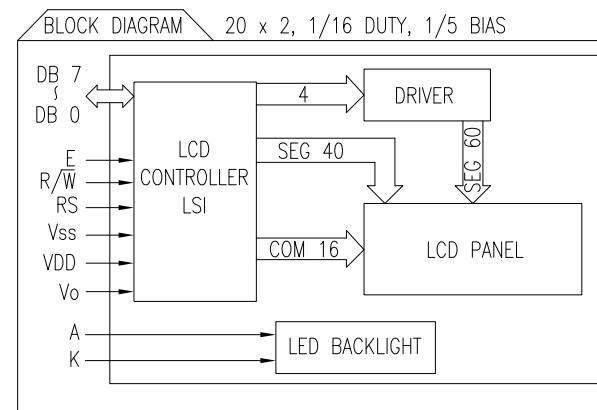 BLOCK DIAGRAM 20 x 2, 1/16 DUTY, 1/5 BIAS
DB 7
∫
DB 0
4
DRIVER
E
R/W̅
RS
Vss
VDD
Vo
LCD
CONTROLLER
LSI
SEG 40
SEG 60
COM 16
LCD PANEL
A
K
LED BACKLIGHT